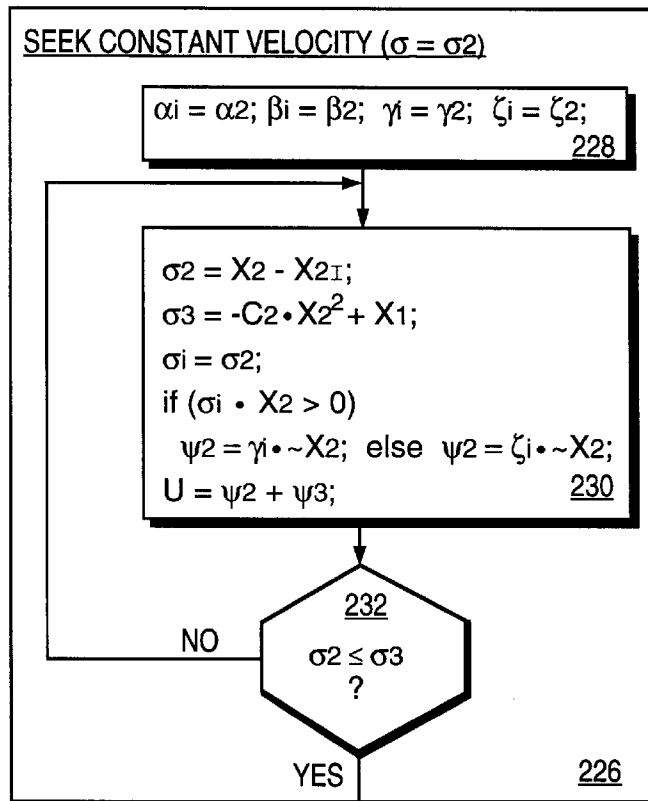 SEEK CONSTANT VELOCITY (σ = σ2)
αi = α2; βi = β2; γi = γ2; ζi = ζ2;
228
σ2 = X2 - X2I;
σ3 = -C2 • X2² + X1;
σi = σ2;
if (σi • X2 > 0)
ψ2 = γi • ~X2; else ψ2 = ζi • ~X2;
U = ψ2 + ψ3;
230
232
NO
σ2 ≤ σ3
?
YES
226